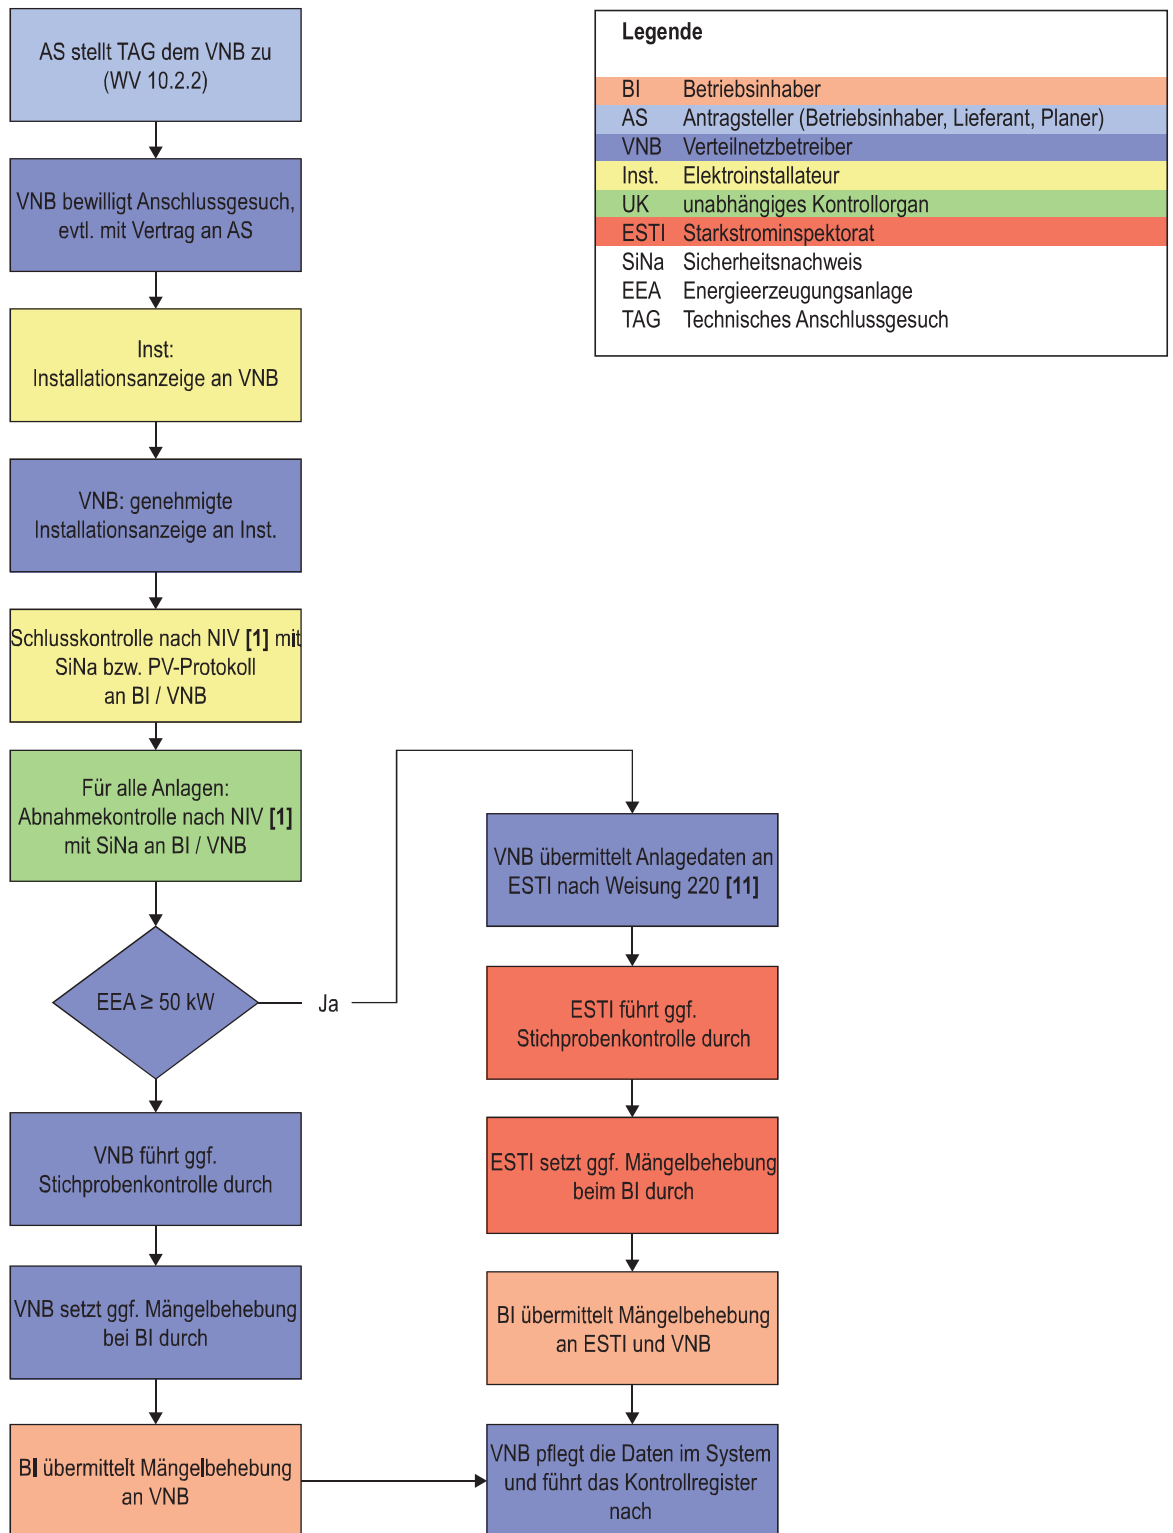 AS stellt TAG dem VNB zu
(WV 10.2.2)
VNB bewilligt Anschlussgesuch,
evtl. mit Vertrag an AS
Inst:
Installationsanzeige an VNB
VNB: genehmigte
Installationsanzeige an Inst.
Schlusskontrolle nach NIV [1] mit
SiNa bzw. PV-Protokoll
an BI / VNB
Für alle Anlagen:
Abnahmekontrolle nach NIV [1]
mit SiNa an BI / VNB
EEA ≥ 50 kW
Ja
VNB führt ggf.
Stichprobenkontrolle durch
VNB setzt ggf. Mängelbehebung
bei BI durch
BI übermittelt Mängelbehebung
an VNB
VNB übermittelt Anlagedaten an
ESTI nach Weisung 220 [11]
ESTI führt ggf.
Stichprobenkontrolle durch
ESTI setzt ggf. Mängelbehebung
beim BI durch
BI übermittelt Mängelbehebung
an ESTI und VNB
VNB pflegt die Daten im System
und führt das Kontrollregister
nach
Legende
BI Betriebsinhaber
AS Antragsteller (Betriebsinhaber, Lieferant, Planer)
VNB Verteilnetzbetreiber
Inst. Elektroinstallateur
UK unabhängiges Kontrollorgan
ESTI Starkstrominspektorat
SiNa Sicherheitsnachweis
EEA Energieerzeugungsanlage
TAG Technisches Anschlussgesuch